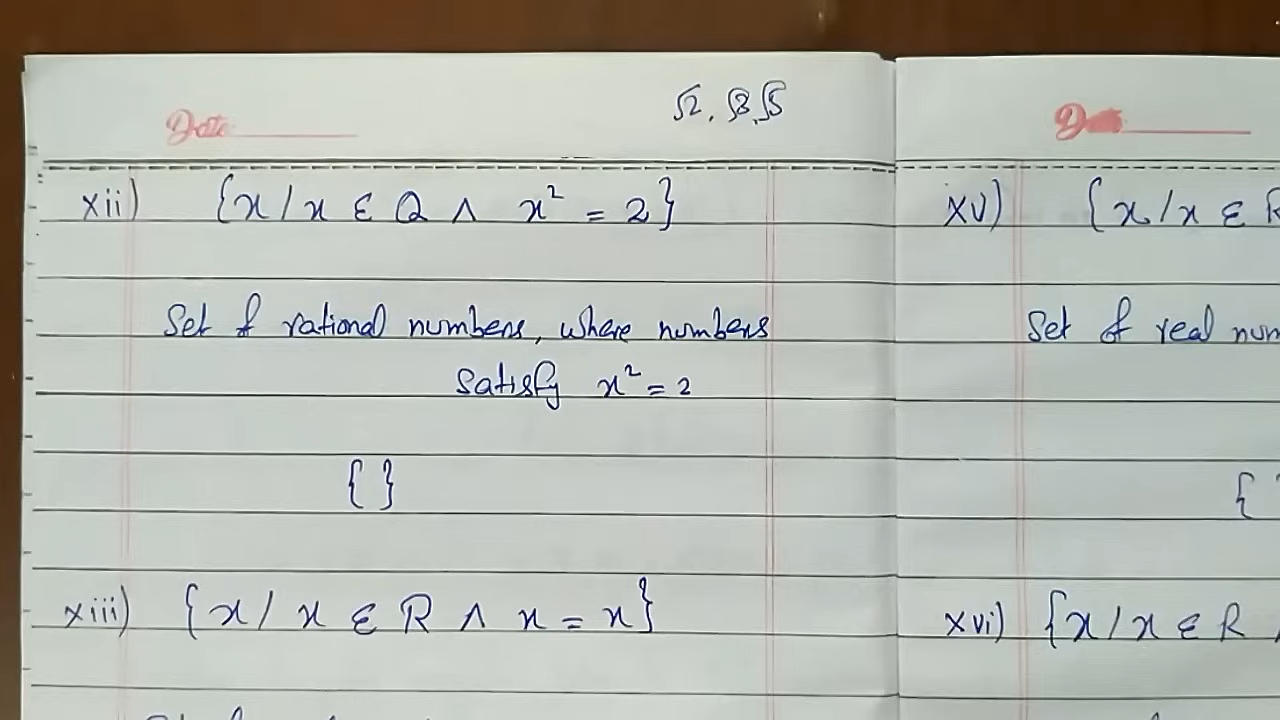 √2, √3, √5
Date
xii) {x / x ∈ Q ∧ x² = 2}
Set of rational numbers, where numbers
satisfy x² = 2
{ }
xiii) {x / x ∈ R ∧ x = x}
xv) {x / x ∈ R
Set of real num
{
xvi) {x / x ∈ R